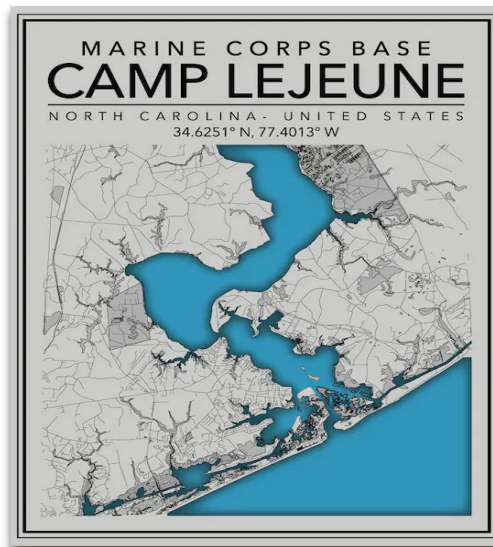 MARINE CORPS BASE
CAMP LEJEUNE
NORTH CAROLINA- UNITED STATES
34.6251° N, 77.4013° W